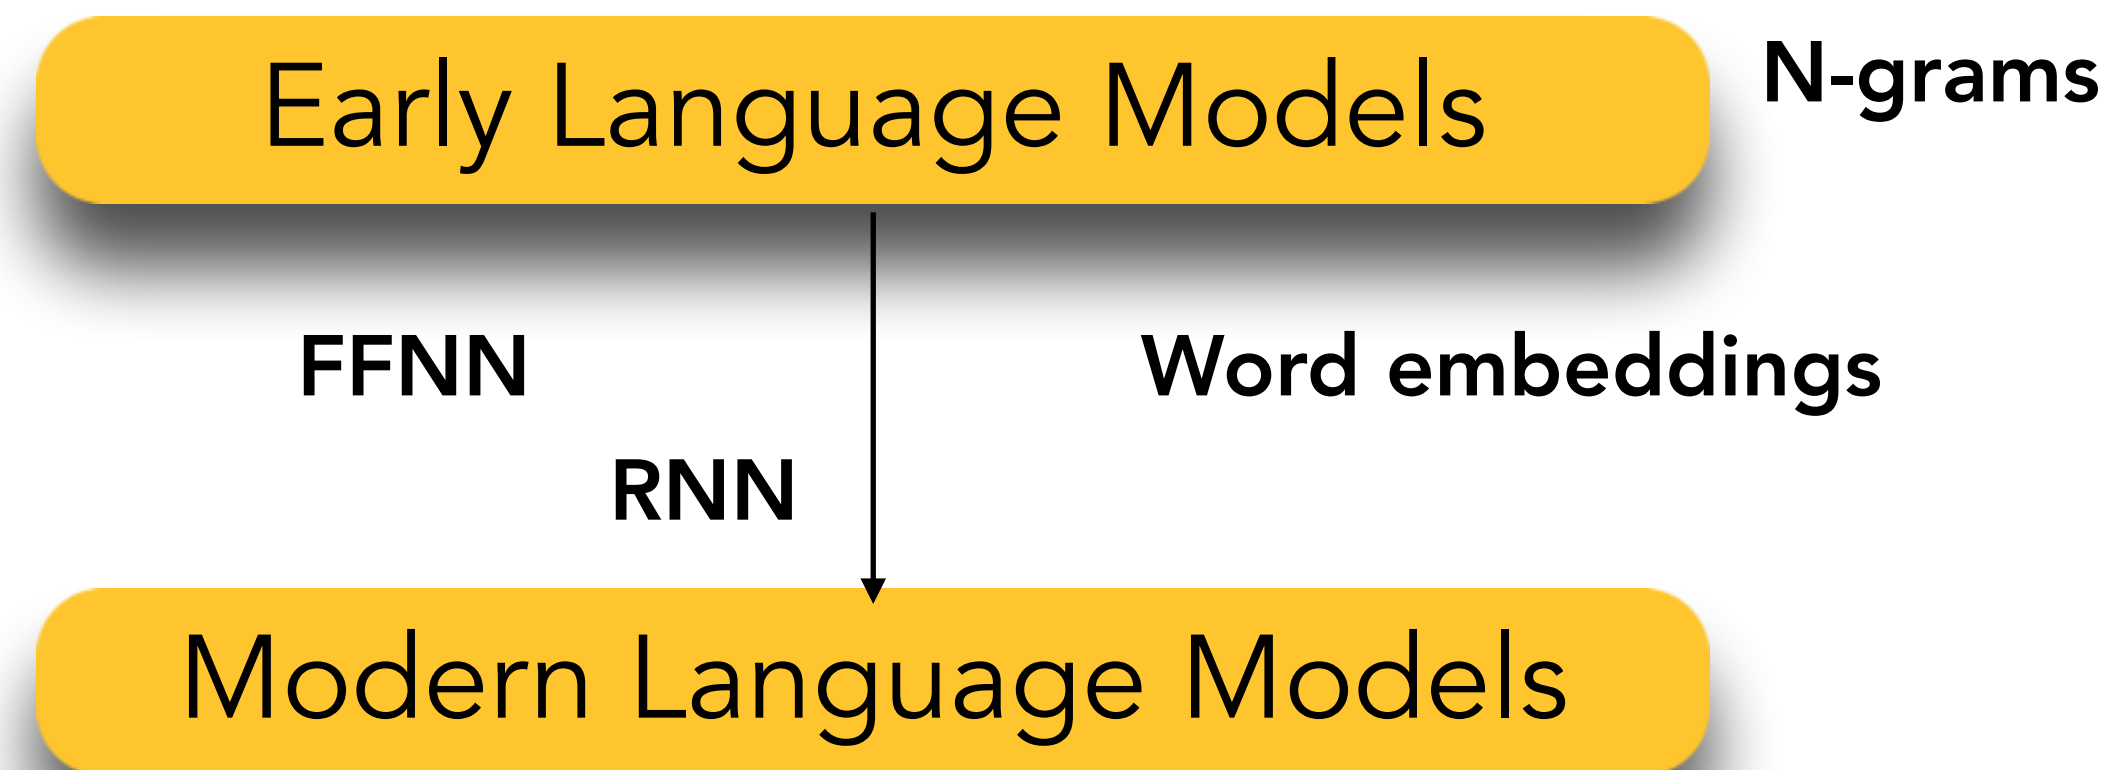 Early Language Models
N-grams
FFNN
Word embeddings
RNN
Modern Language Models